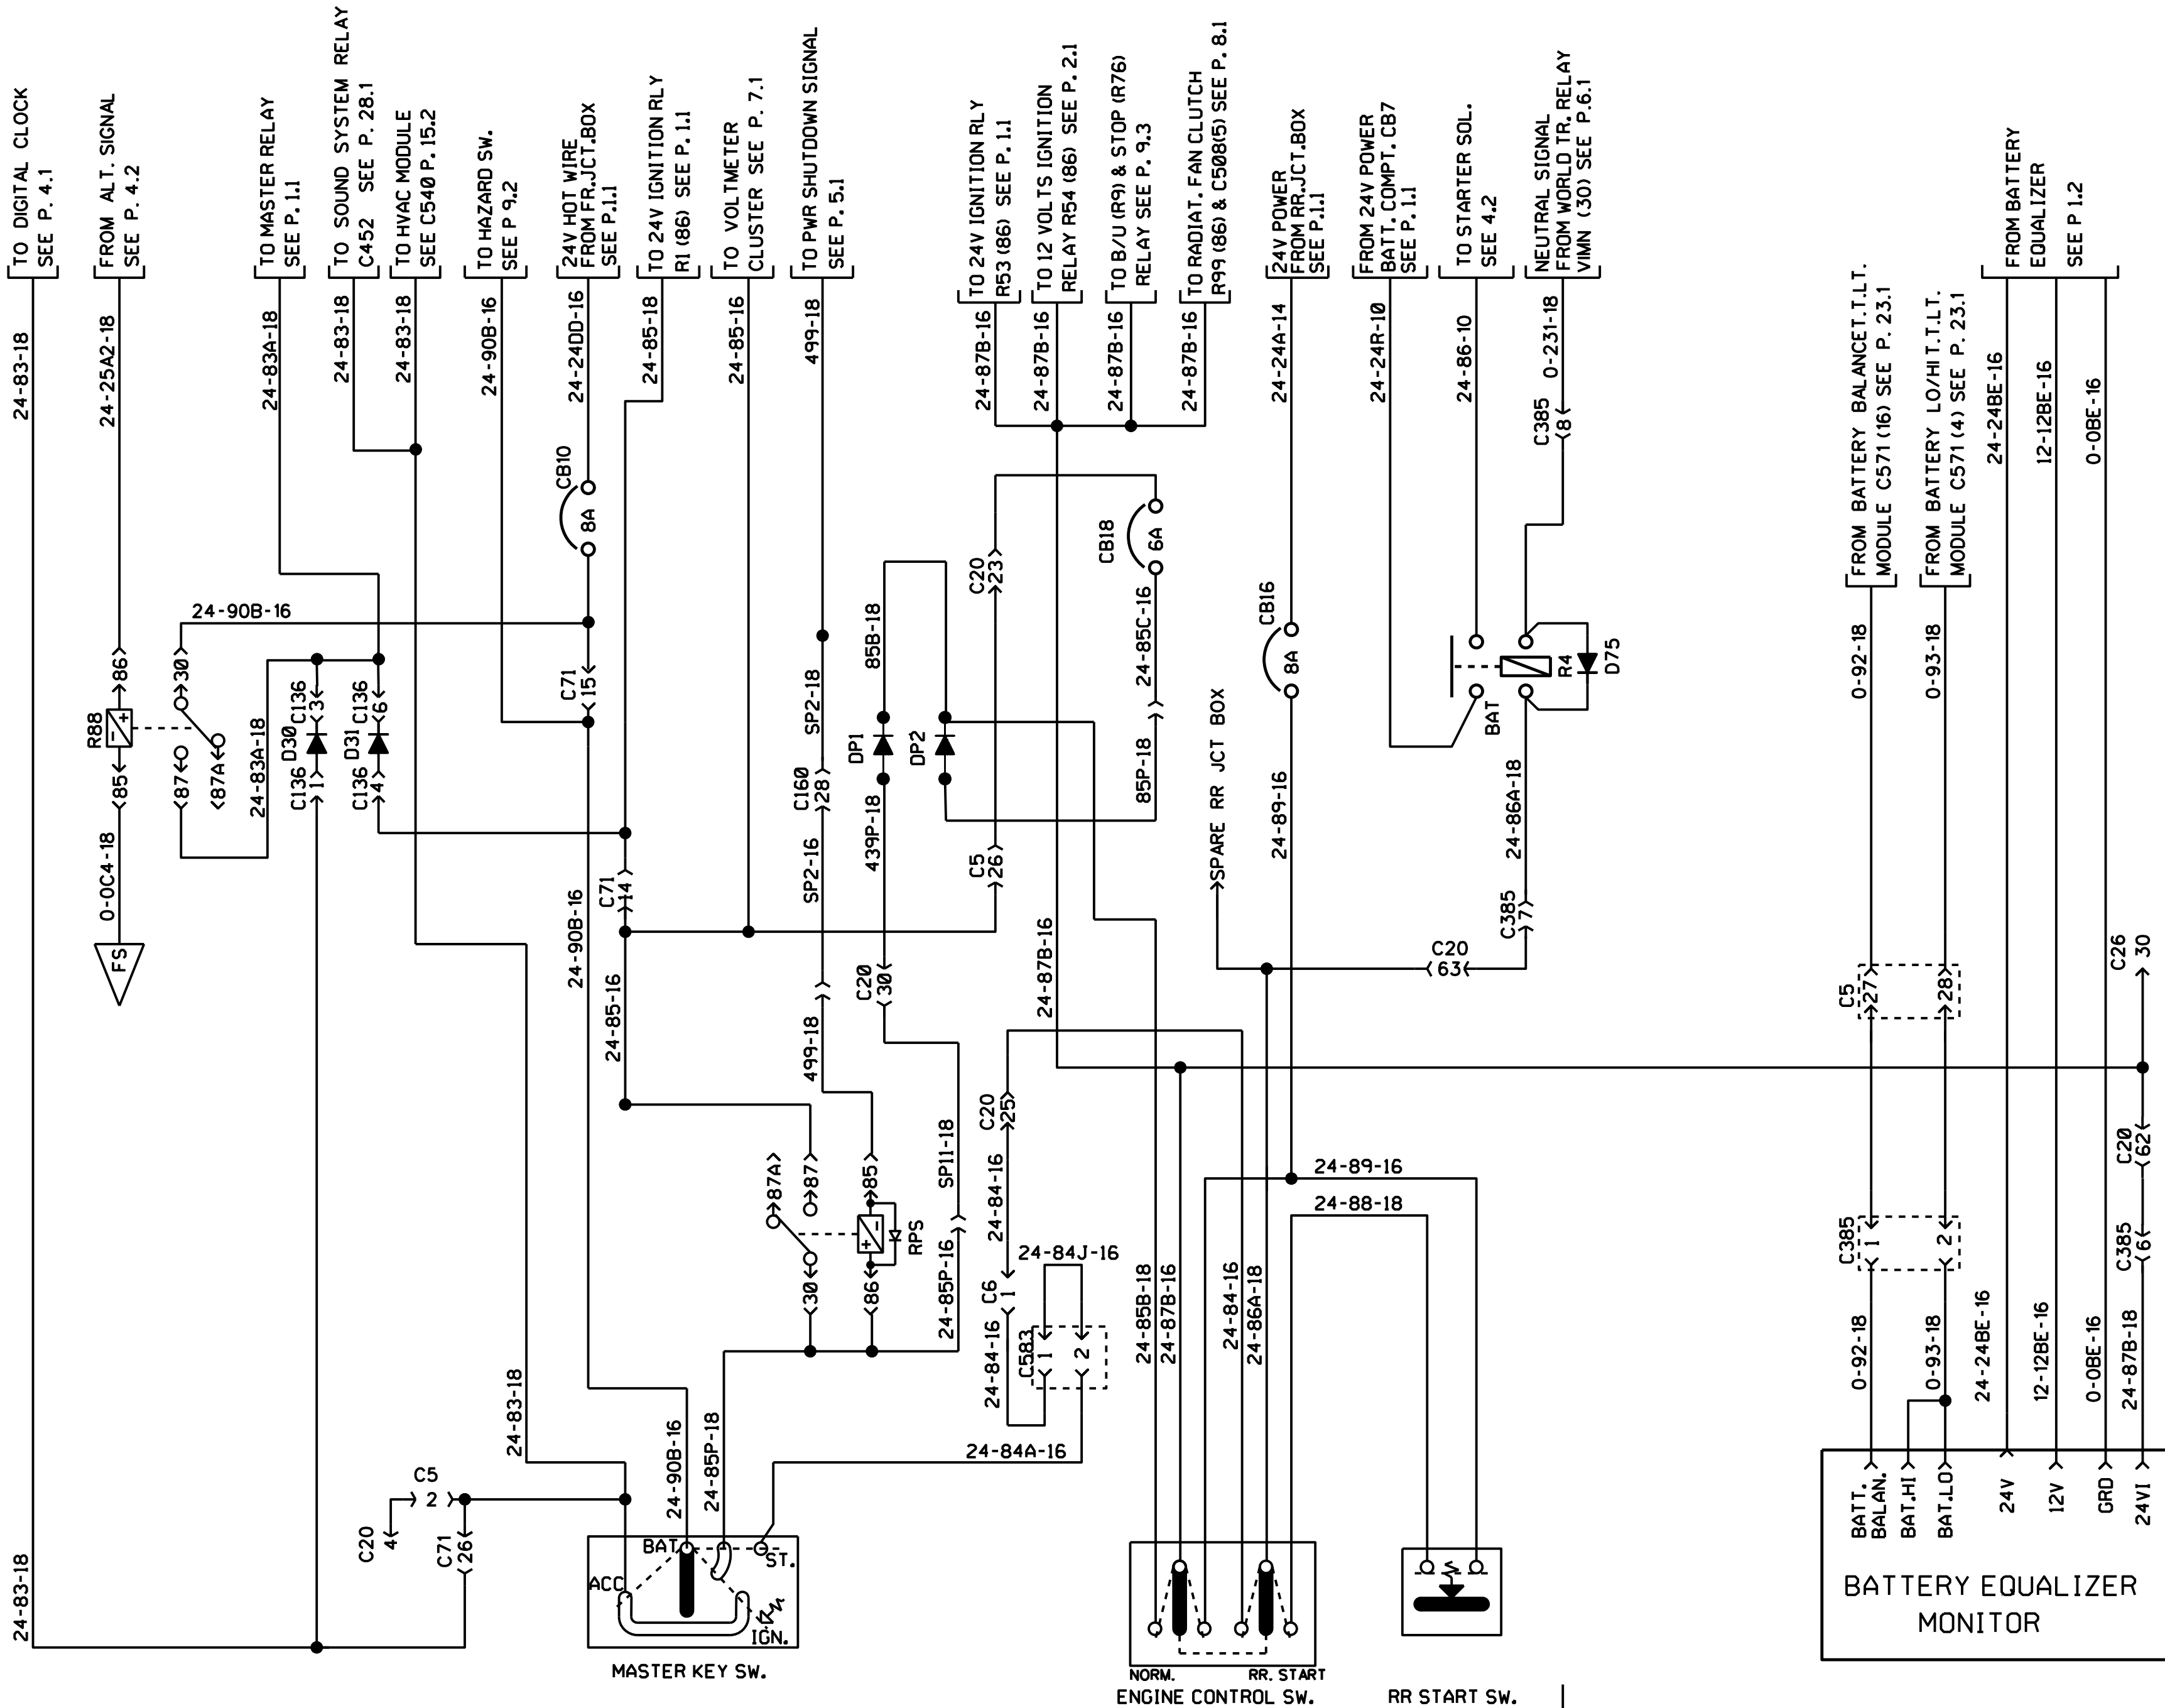 TO DIGITAL CLOCK
SEE P. 4.1
FROM ALT. SIGNAL
SEE P. 4.2
TO MASTER RELAY
SEE P. 1.1
TO SOUND SYSTEM RELAY
C452 SEE P. 28.1
TO HVAC MODULE
SEE C540 P. 15.2
TO HAZARD SW.
SEE P 9.2
24V HOT WIRE
FROM FR.JCT.BOX
SEE P.1.1
TO 24V IGNITION RLY
R1 (86) SEE P. 1.1
TO VOLTMETER
CLUSTER SEE P. 7.1
TO PWR SHUTDOWN SIGNAL
SEE P. 5.1
TO 24V IGNITION RLY
R53 (86) SEE P. 1.1
TO 12 VOLTS IGNITION
RELAY R54 (86) SEE P. 2.1
TO B/U (R9) & STOP (R76)
RELAY SEE P. 9.3
TO RADIAT. FAN CLUTCH
R99 (86) & C508(5) SEE P. 8.1
24V POWER
FROM RR.JCT.BOX
SEE P.1.1
FROM 24V POWER
BATT. COMPT. CB7
SEE P. 1.1
TO STARTER SOL.
SEE 4.2
NEUTRAL SIGNAL
FROM WORLD TR. RELAY
VIMN (30) SEE P.6.1
FROM BATTERY BALANCET.T.LT.
MODULE C571 (16) SEE P. 23.1
FROM BATTERY LO/HI T.T.LT.
MODULE C571 (4) SEE P. 23.1
FROM BATTERY
EQUALIZER
SEE P 1.2
24-83-18
24-25A2-18
24-83A-18
24-83-18
24-83-18
24-90B-16
24-24DD-16
24-85-18
24-85-16
499-18
24-87B-16
24-87B-16
24-87B-16
24-87B-16
24-24A-14
24-24R-10
24-86-10
0-231-18
24-24BE-16
12-12BE-16
0-0BE-16
C385
8
CB10
8A
C20
23
CB18
6A
24-90B-16
85B-18
24-85C-16
CB16
8A
R4
D75
BAT
0-92-18
0-93-18
86
30
R88
85
87
87A
24-83A-18
C136
3
D30
C136
1
C136
6
D31
C136
4
C71
15
SP2-18
C160
28
DP1
DP2
85P-18
439P-18
SPARE RR JCT BOX
24-89-16
24-86A-18
0-0C4-18
FS
C71
14
24-90B-16
SP2-16
C5
26
C385
7
C20
63
24-85-16
C20
30
24-87B-16
C5
27
28
C26
30
499-18
C20
25
87A
87
85
30
86
RPS
SP11-18
24-85P-16
24-84-16
24-84J-16
C6
1
24-84-16
C583
1
2
24-89-16
24-88-18
24-85B-18
24-87B-16
24-84-16
24-86A-18
C20
62
C385
1
2
C385
6
24-83-18
24-90B-16
24-85P-18
24-84A-16
0-92-18
0-93-18
24-24BE-16
12-12BE-16
0-0BE-16
24-87B-18
C5
2
C20
4
C71
26
24-83-18
BAT
ST.
ACC
IGN.
MASTER KEY SW.
NORM.
RR. START
ENGINE CONTROL SW.
RR START SW.
BATT.
BALAN.
BAT.HI
BAT.LO
24V
12V
GRD
24VI
BATTERY EQUALIZER
MONITOR